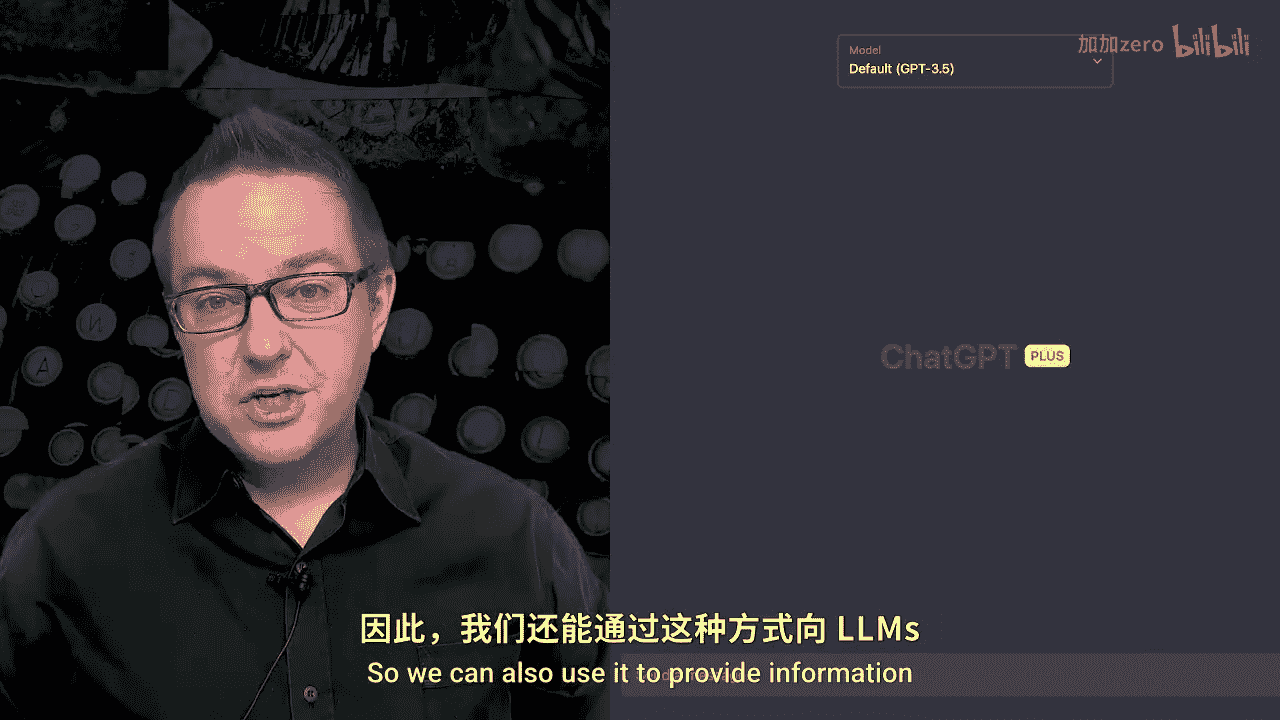 Model
Default (GPT-3.5)
加加zero bilibili
ChatGPT PLUS
因此，我们还能通过这种方式向 LLMs
So we can also use it to provide information